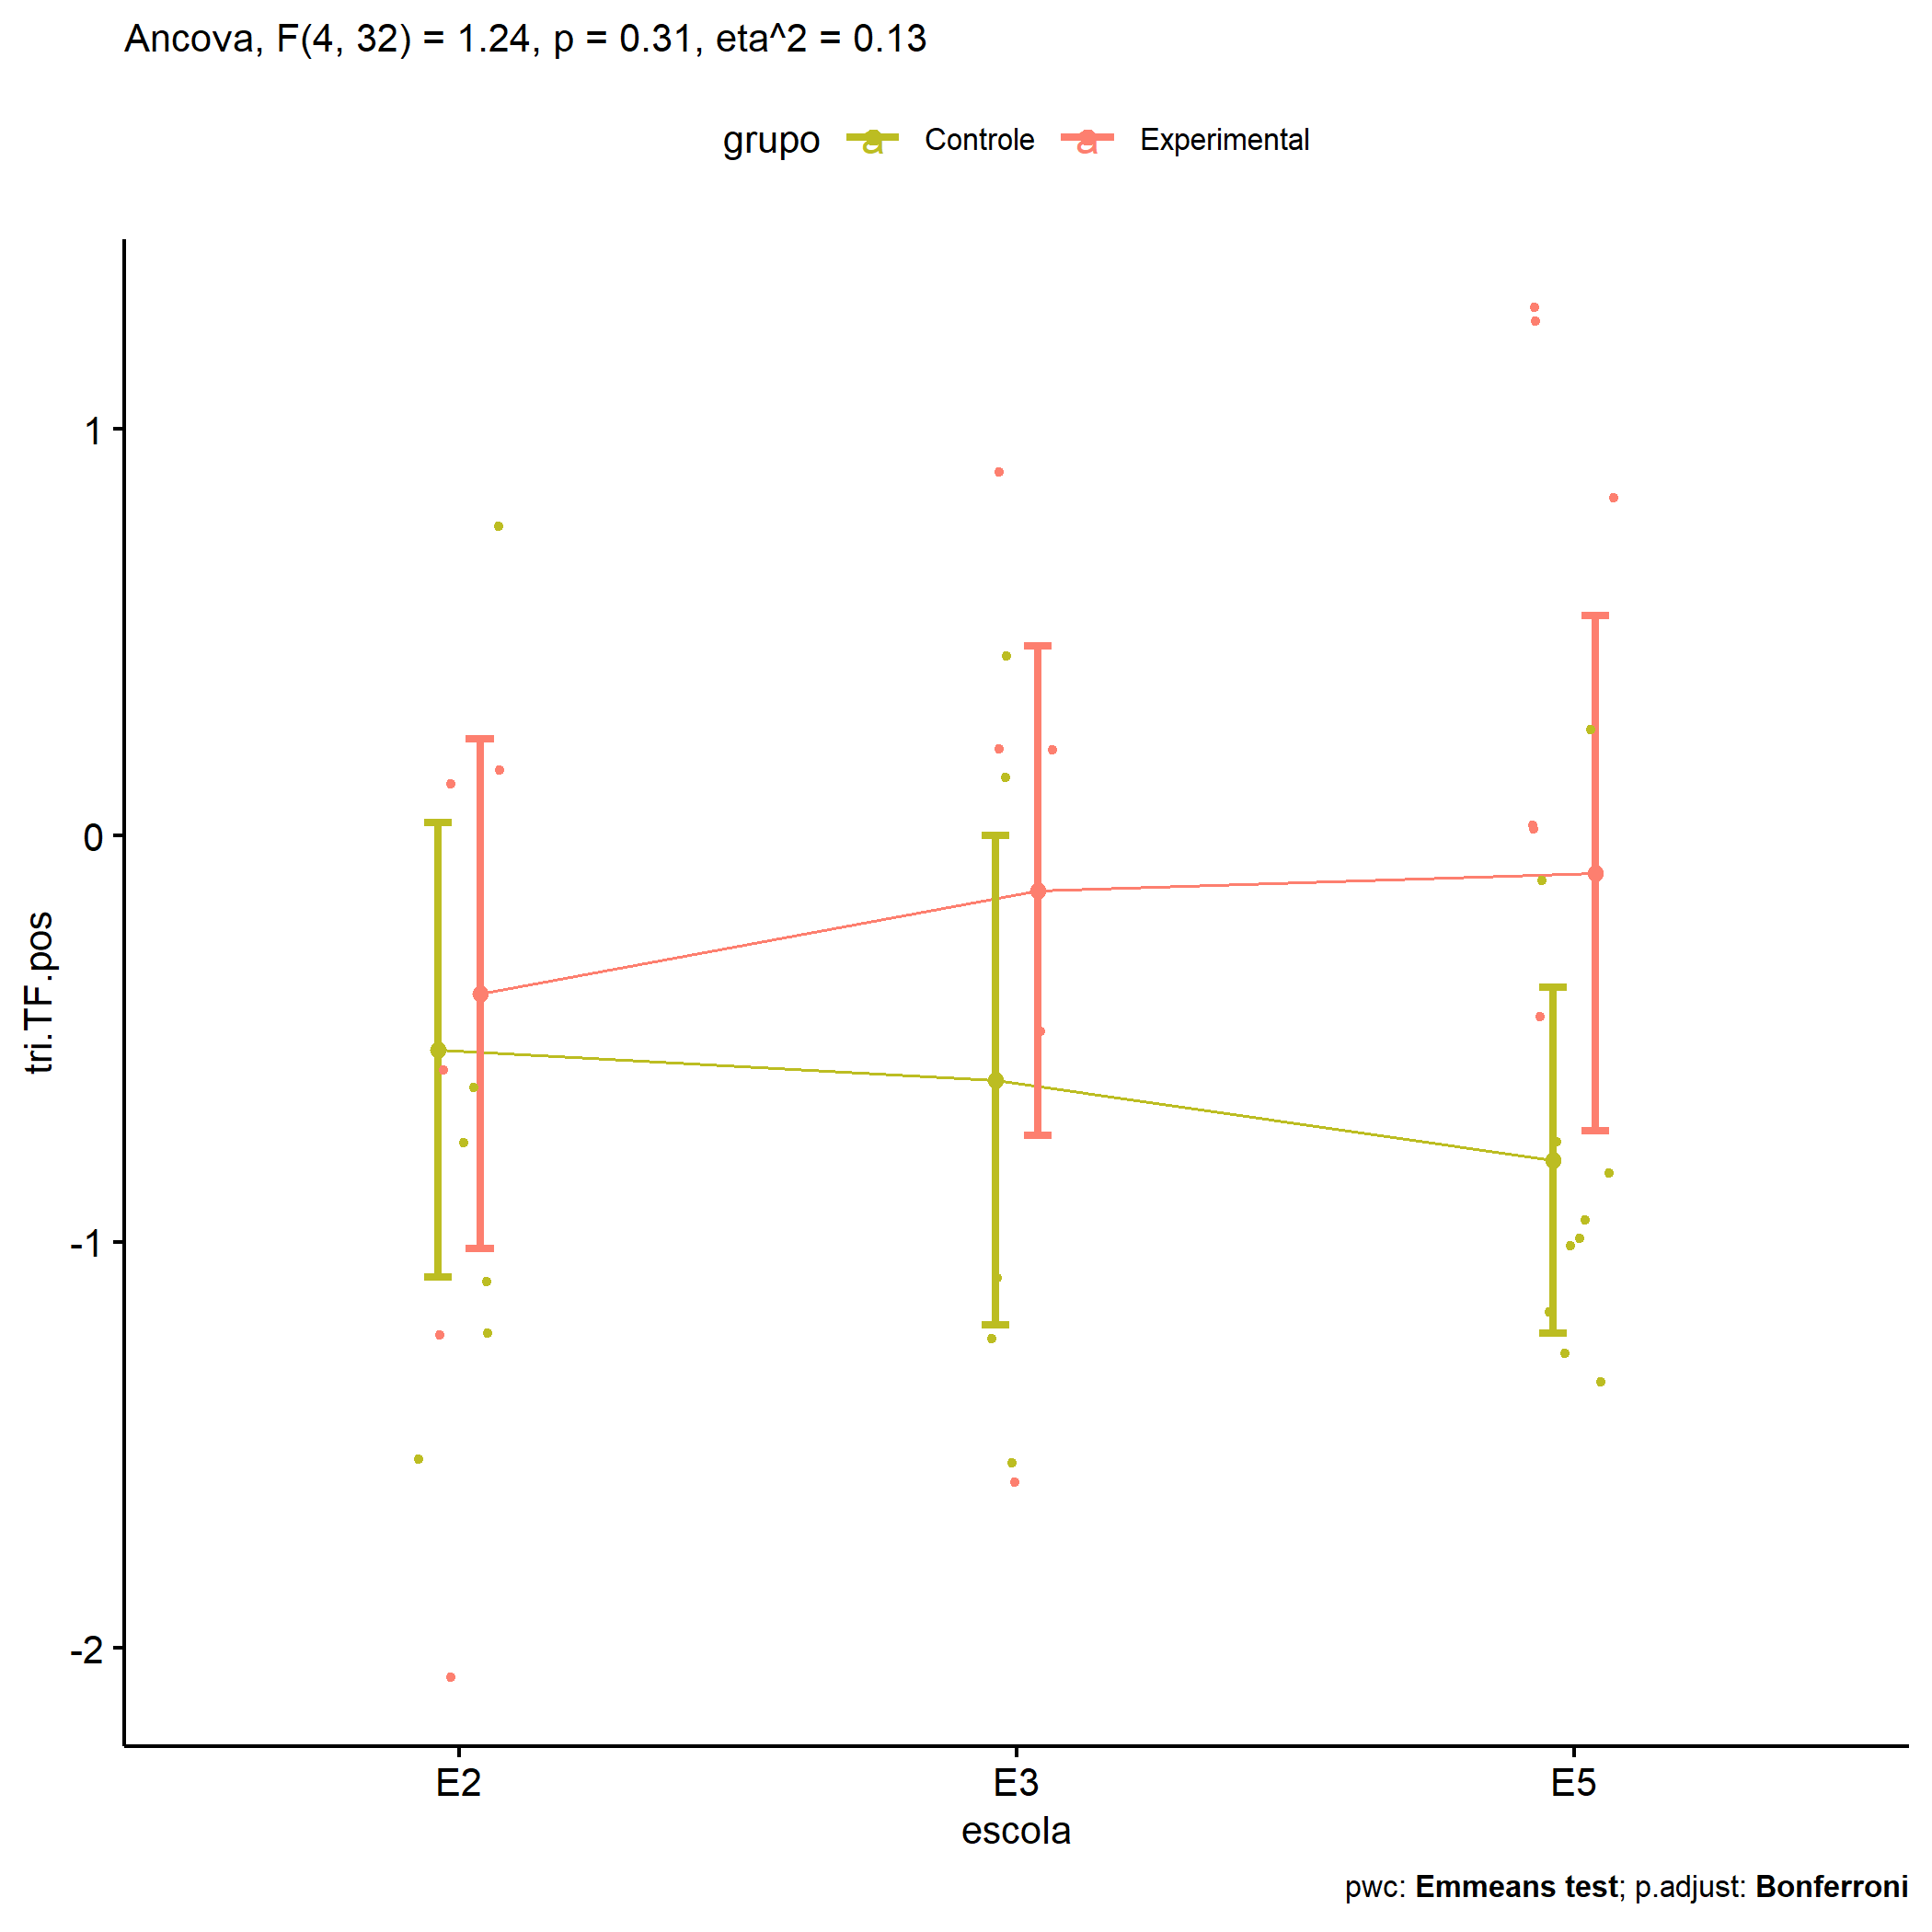 Ancova, F(4, 32) = 1.24, p = 0.31, eta^2 = 0.13
grupo a Controle a Experimental
1
0
-1
-2
tri.TF.pos
E2 E3 E5
escola
pwc: Emmeans test; p.adjust: Bonferroni